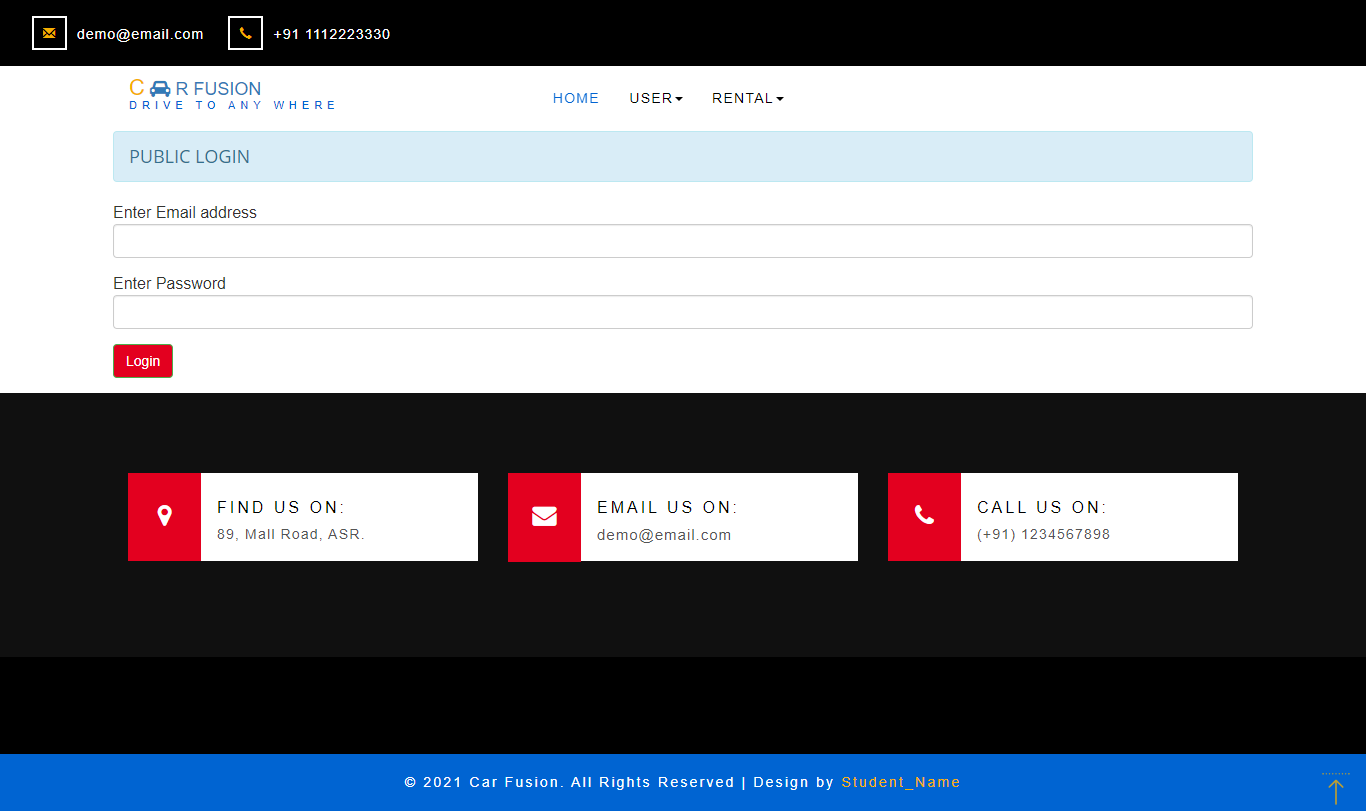 demo@email.com +91 1112223330
C R FUSION
DRIVE TO ANY WHERE
HOME USER RENTAL
PUBLIC LOGIN
Enter Email address
Enter Password
Login
FIND US ON:
89, Mall Road, ASR.
EMAIL US ON:
demo@email.com
CALL US ON:
(+91) 1234567898
© 2021 Car Fusion. All Rights Reserved | Design by Student_Name